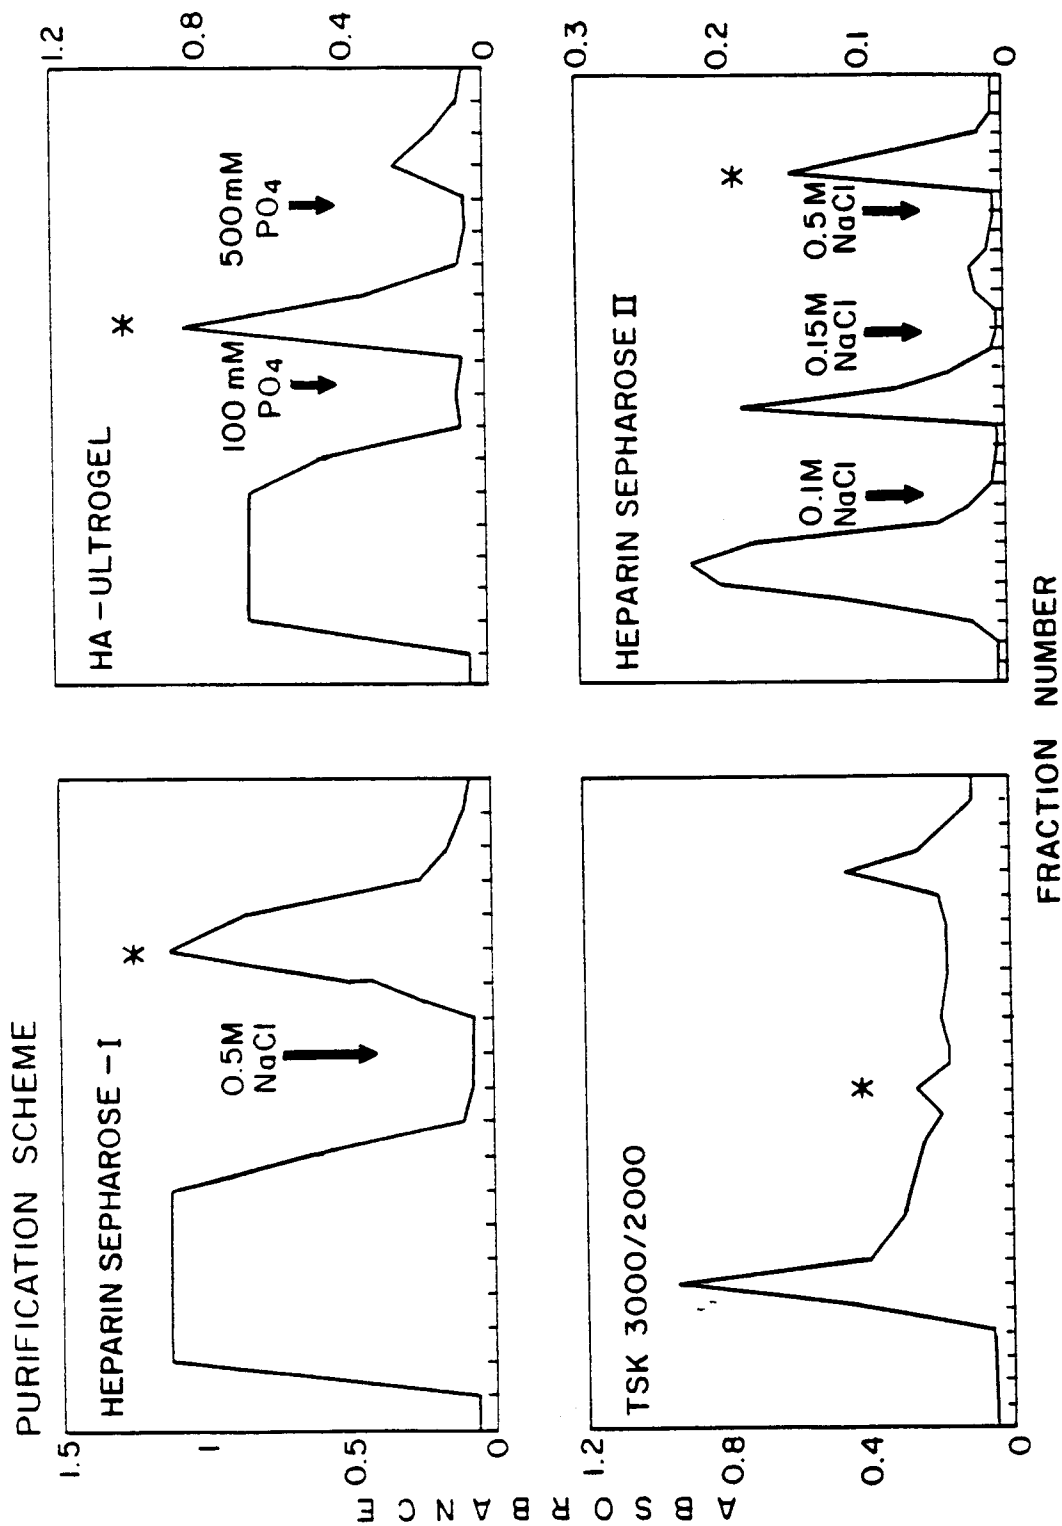 PURIFICATION SCHEME
HEPARIN SEPHAROSE - I
0.5M
NaCl
*
1.5
1
0.5
0
HA - ULTROGEL
100 mM
PO4
*
500 mM
PO4
1.2
0.8
0.4
0
TSK 3000/2000
*
1.2
0.8
0.4
0
HEPARIN SEPHAROSE II
0.1M
NaCl
0.15M
NaCl
0.5M
NaCl
*
0.3
0.2
0.1
0
ABSORBANCE
FRACTION NUMBER